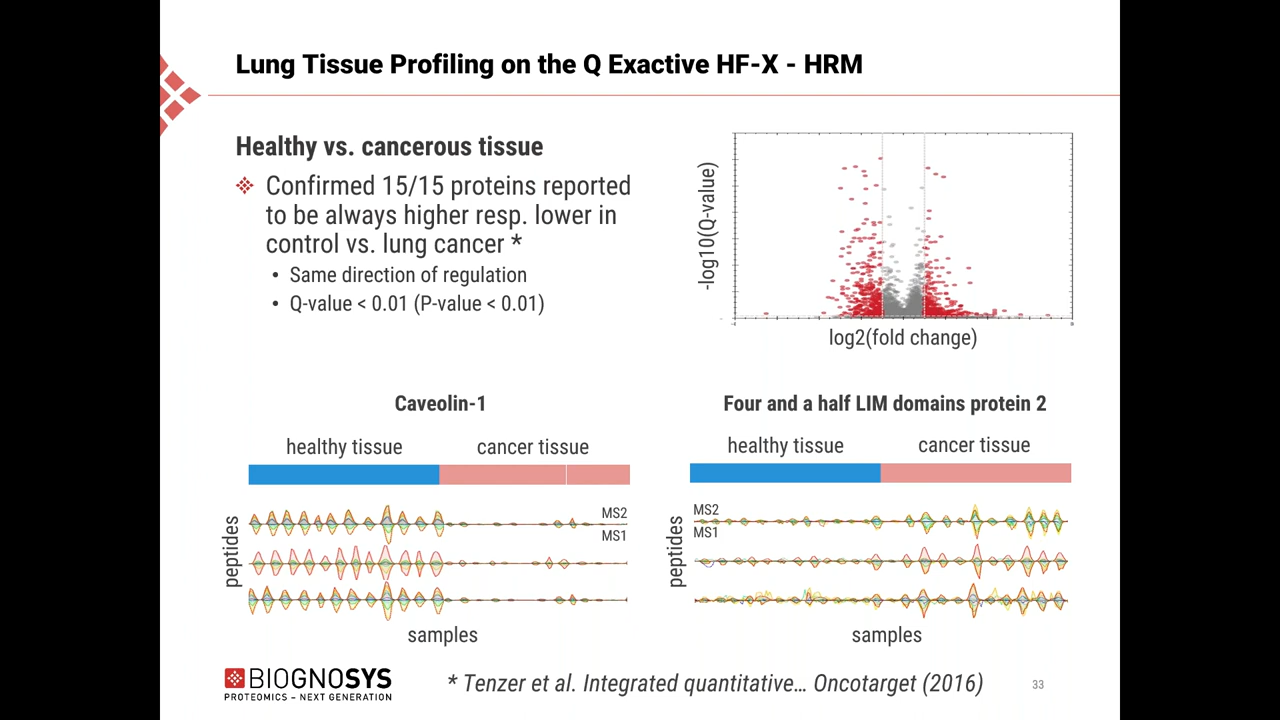 Lung Tissue Profiling on the Q Exactive HF-X - HRM
Healthy vs. cancerous tissue
Confirmed 15/15 proteins reported
to be always higher resp. lower in
control vs. lung cancer *
• Same direction of regulation
• Q-value < 0.01 (P-value < 0.01)
-log10(Q-value)
log2(fold change)
Caveolin-1
healthy tissue cancer tissue
MS2
MS1
peptides
samples
Four and a half LIM domains protein 2
healthy tissue cancer tissue
MS2
MS1
peptides
samples
BIOGNOSYS
PROTEOMICS – NEXT GENERATION
* Tenzer et al. Integrated quantitative... Oncotarget (2016)
33